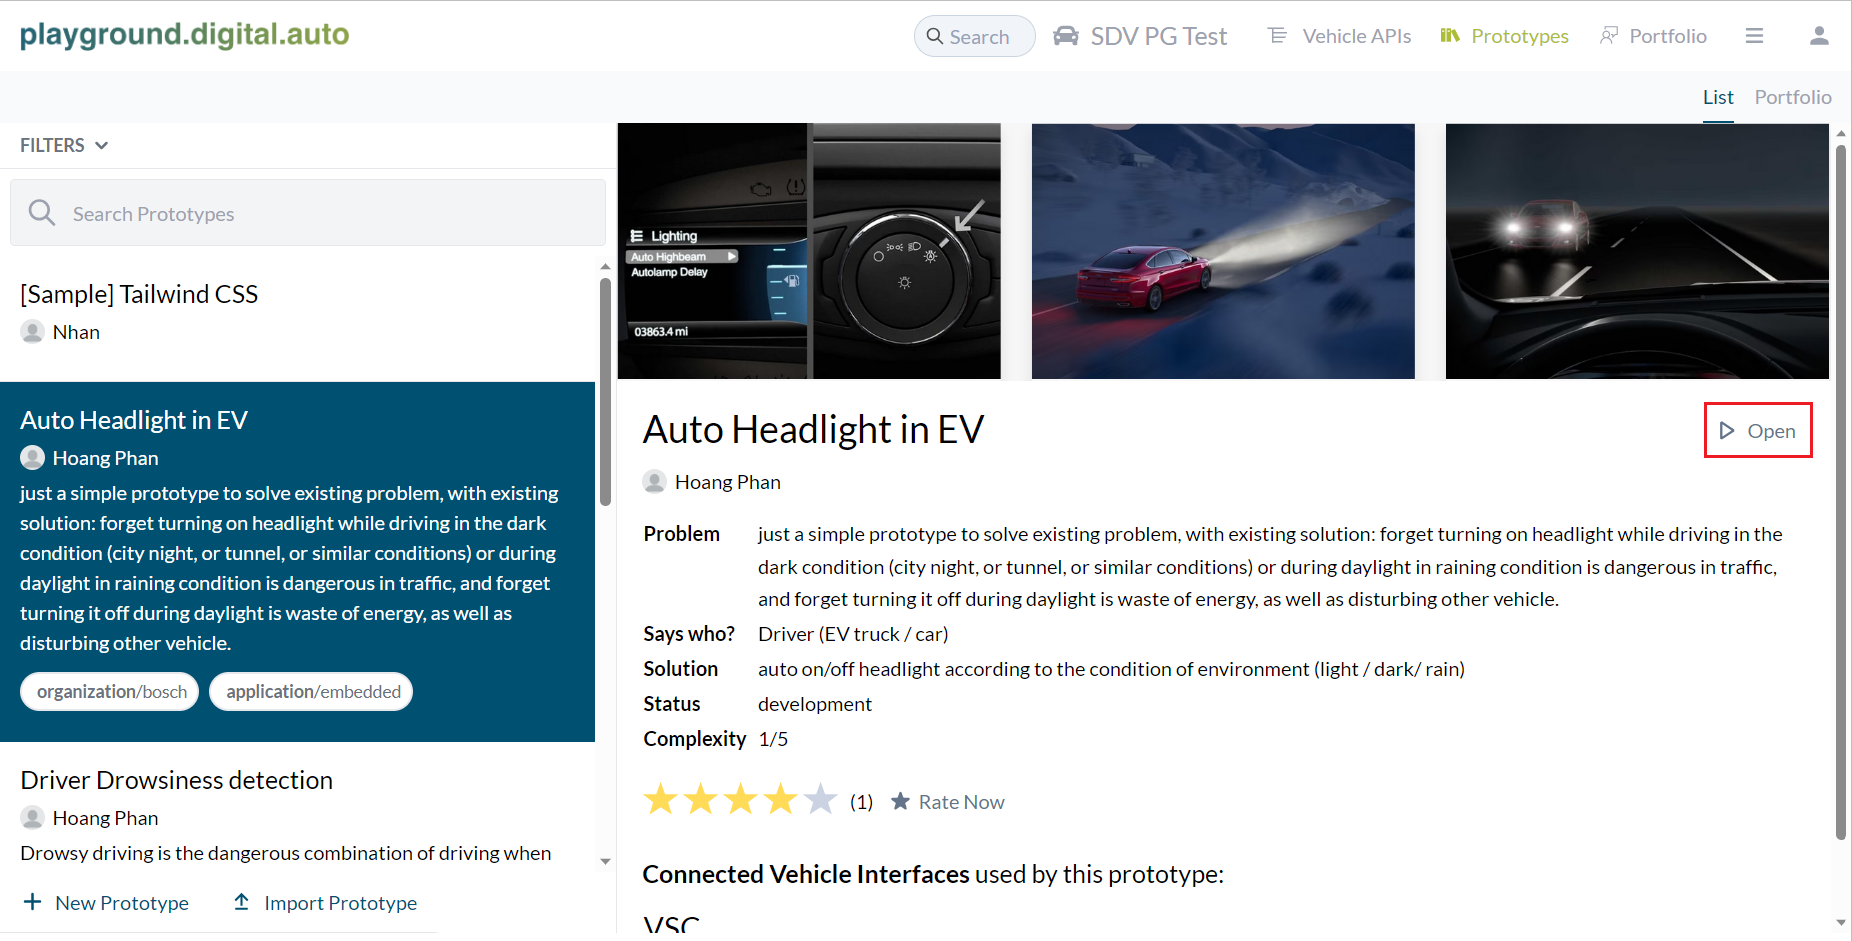 playground.digital.auto
Search
SDV PG Test
Vehicle APIs
Prototypes
Portfolio
List
Portfolio
FILTERS
Search Prototypes
[Sample] Tailwind CSS
Nhan
Auto Headlight in EV
Hoang Phan
just a simple prototype to solve existing problem, with existing
solution: forget turning on headlight while driving in the dark
condition (city night, or tunnel, or similar conditions) or during
daylight in raining condition is dangerous in traffic, and forget
turning it off during daylight is waste of energy, as well as
disturbing other vehicle.
organization/bosch
application/embedded
Driver Drowsiness detection
Hoang Phan
Drowsy driving is the dangerous combination of driving when
New Prototype
Import Prototype
Lighting
Auto Highbeam
Autolamp Delay
03863.4 mi
Auto Headlight in EV
Open
Hoang Phan
Problem just a simple prototype to solve existing problem, with existing solution: forget turning on headlight while driving in the
dark condition (city night, or tunnel, or similar conditions) or during daylight in raining condition is dangerous in traffic,
and forget turning it off during daylight is waste of energy, as well as disturbing other vehicle.
Says who? Driver (EV truck / car)
Solution auto on/off headlight according to the condition of environment (light / dark/ rain)
Status development
Complexity 1/5
(1) Rate Now
Connected Vehicle Interfaces used by this prototype:
VSC